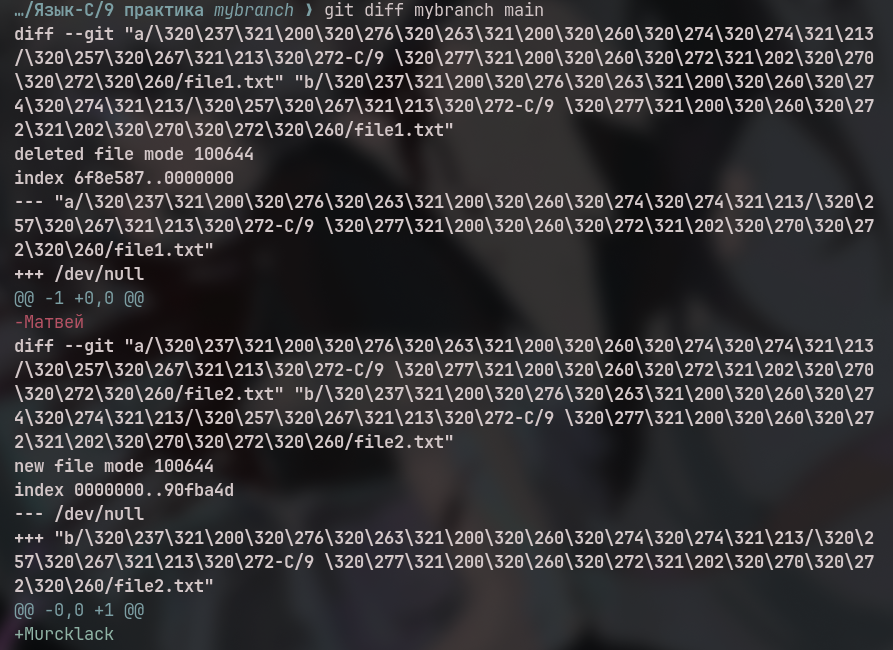 …/Язык-С/9 практика mybranch ❯ git diff mybranch main
diff --git "a/\320\237\321\200\320\276\320\263\321\200\320\260\320\274\320\274\321\213
/\320\257\320\267\321\213\320\272-C/9 \320\277\321\200\320\260\320\272\321\202\320\270
\320\272\320\260/file1.txt" "b/\320\237\321\200\320\276\320\263\321\200\320\260\320\27
4\320\274\321\213/\320\257\320\267\321\213\320\272-C/9 \320\277\321\200\320\260\320\27
2\321\202\320\270\320\272\320\260/file1.txt"
deleted file mode 100644
index 6f8e587..0000000
--- "a/\320\237\321\200\320\276\320\263\321\200\320\260\320\274\320\274\321\213/\320\2
57\320\267\321\213\320\272-C/9 \320\277\321\200\320\260\320\272\321\202\320\270\320\27
2\320\260/file1.txt"
+++ /dev/null
@@ -1 +0,0 @@
-Матвей
diff --git "a/\320\237\321\200\320\276\320\263\321\200\320\260\320\274\320\274\321\213
/\320\257\320\267\321\213\320\272-C/9 \320\277\321\200\320\260\320\272\321\202\320\270
\320\272\320\260/file2.txt" "b/\320\237\321\200\320\276\320\263\321\200\320\260\320\27
4\320\274\321\213/\320\257\320\267\321\213\320\272-C/9 \320\277\321\200\320\260\320\27
2\321\202\320\270\320\272\320\260/file2.txt"
new file mode 100644
index 0000000..90fba4d
--- /dev/null
+++ "b/\320\237\321\200\320\276\320\263\321\200\320\260\320\274\320\274\321\213/\320\2
57\320\267\321\213\320\272-C/9 \320\277\321\200\320\260\320\272\321\202\320\270\320\27
2\320\260/file2.txt"
@@ -0,0 +1 @@
+Murcklack